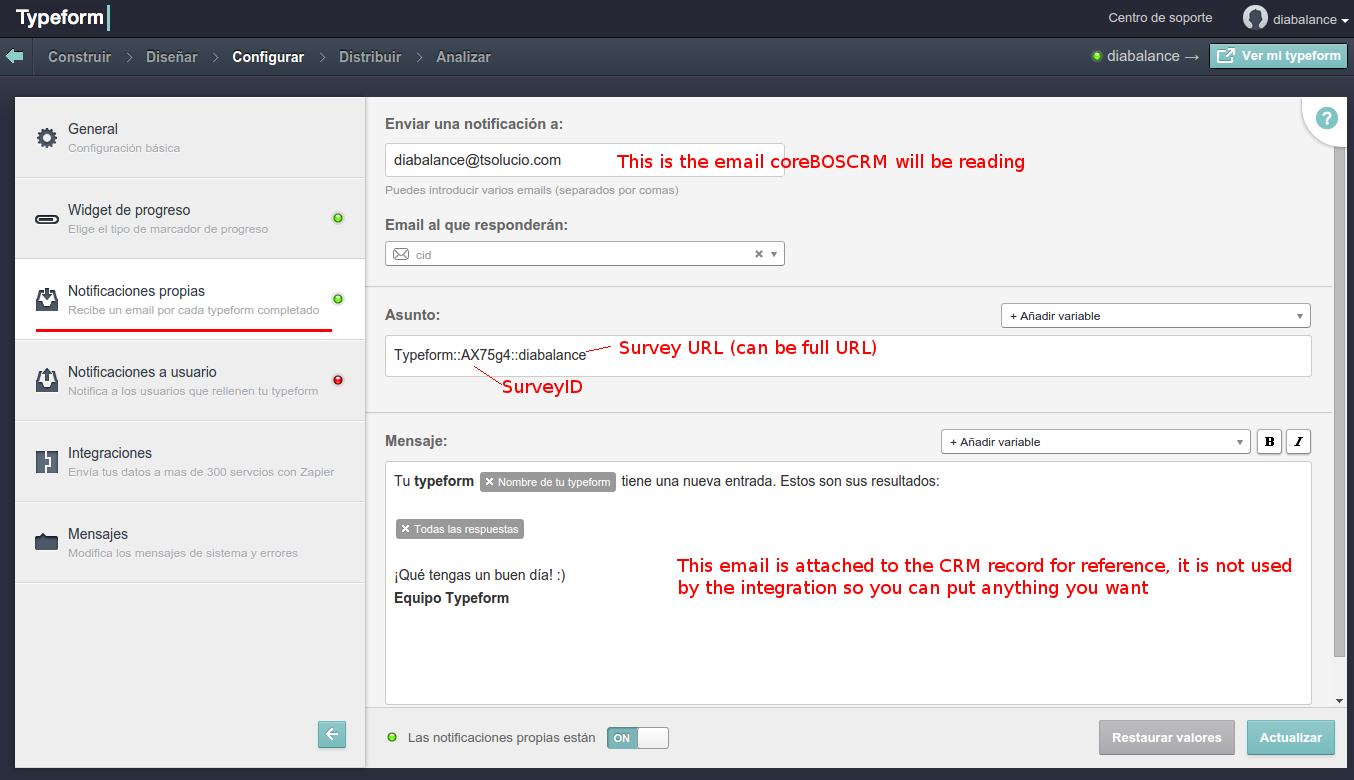 Typeform
Centro de soporte
diabalance
Construir > Diseñar > Configurar > Distribuir > Analizar
diabalance →
Ver mi typeform
General
Configuración básica
Widget de progreso
Elige el tipo de marcador de progreso
Notificaciones propias
Recibe un email por cada typeform completado
Notificaciones a usuario
Notifica a los usuarios que rellenen tu typeform
Integraciones
Envía tus datos a mas de 300 servcios con Zapier
Mensajes
Modifica los mensajes de sistema y errores
Enviar una notificación a:
?
diabalance@tsolucio.com
This is the email coreBOSCRM will be reading
Puedes introducir varios emails (separados por comas)
Email al que responderán:
cid
Asunto:
+ Añadir variable
Typeform::AX75g4::diabalance
Survey URL (can be full URL)
SurveyID
Mensaje:
+ Añadir variable
B
I
Tu typeform × Nombre de tu typeform tiene una nueva entrada. Estos son sus resultados:
× Todas las respuestas
This email is attached to the CRM record for reference, it is not used
by the integration so you can put anything you want
¡Qué tengas un buen día! :)
Equipo Typeform
Las notificaciones propias están
ON
Restaurar valores
Actualizar